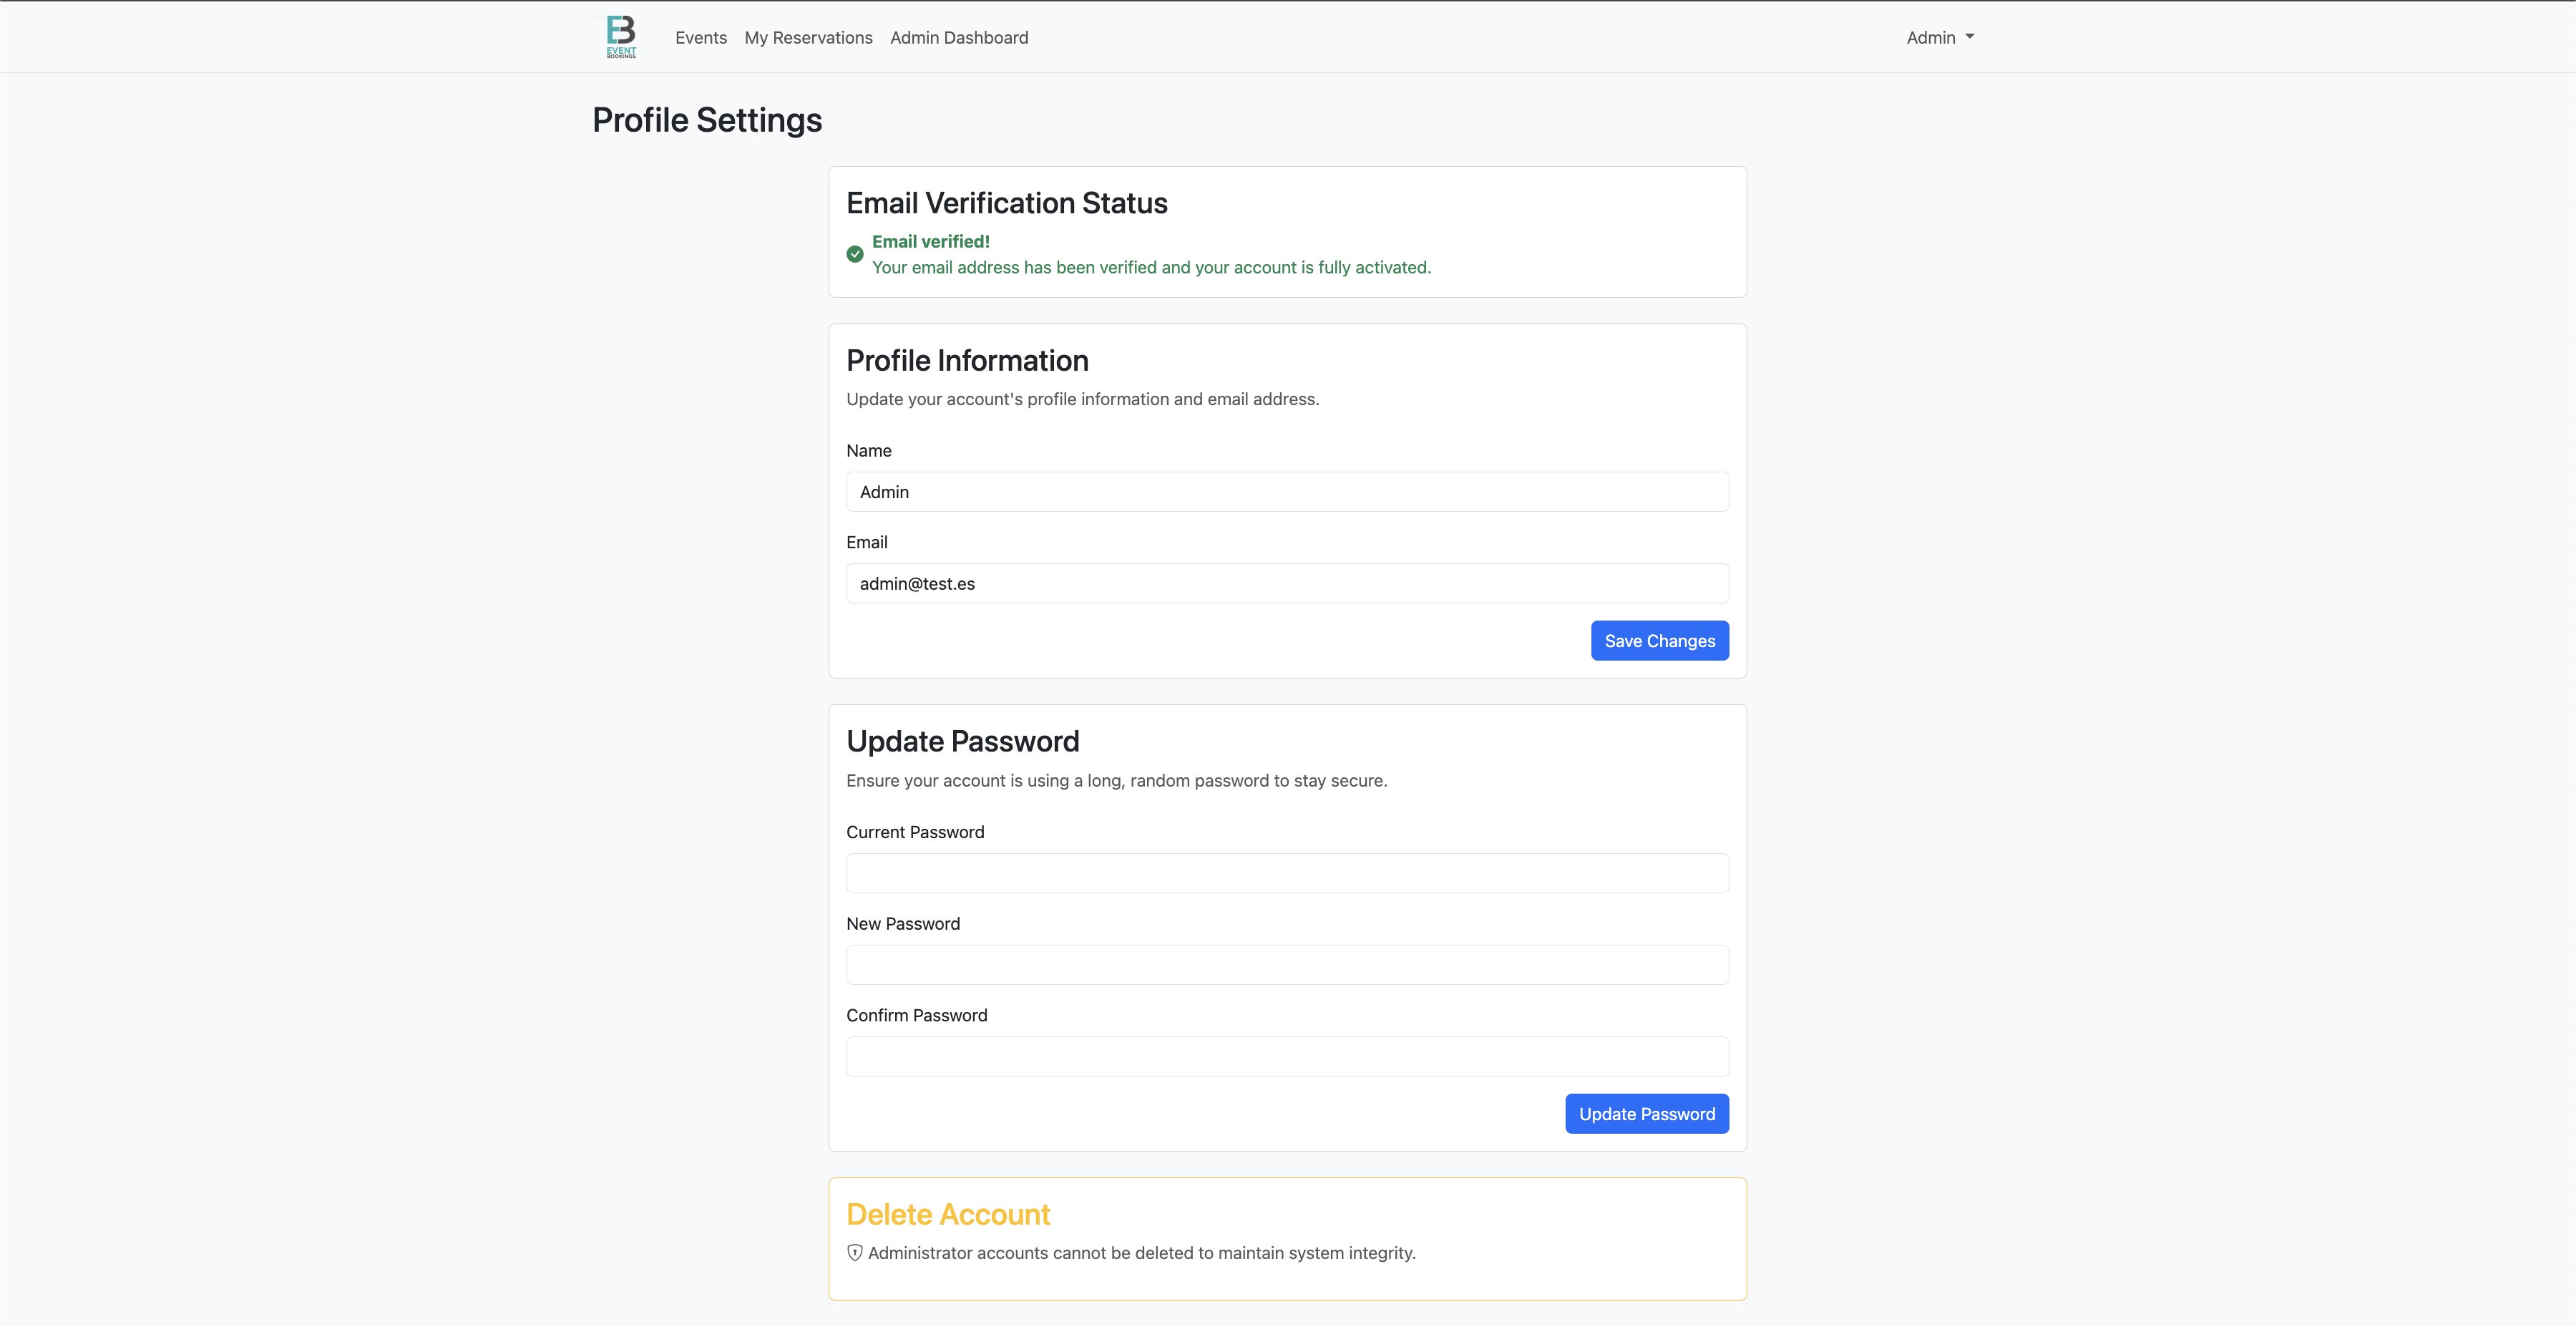 EB
EVENT
BOOKINGS
Events
My Reservations
Admin Dashboard
Admin
Profile Settings
Email Verification Status
Email verified!
Your email address has been verified and your account is fully activated.
Profile Information
Update your account's profile information and email address.
Name
Admin
Email
admin@test.es
Save Changes
Update Password
Ensure your account is using a long, random password to stay secure.
Current Password
New Password
Confirm Password
Update Password
Delete Account
Administrator accounts cannot be deleted to maintain system integrity.